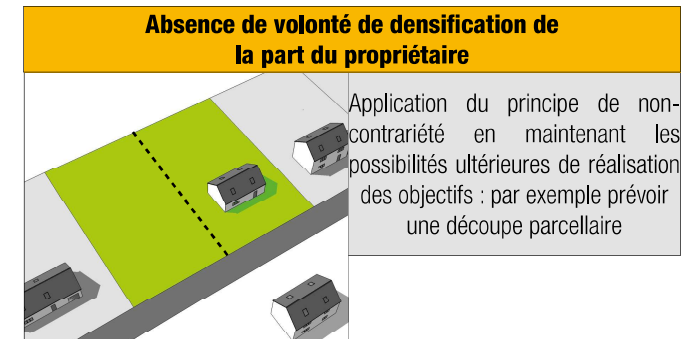 Absence de volonté de densification de
la part du propriétaire
Application du principe de non-
contrariété en maintenant les
possibilités ultérieures de réalisation
des objectifs : par exemple prévoir
une découpe parcellaire